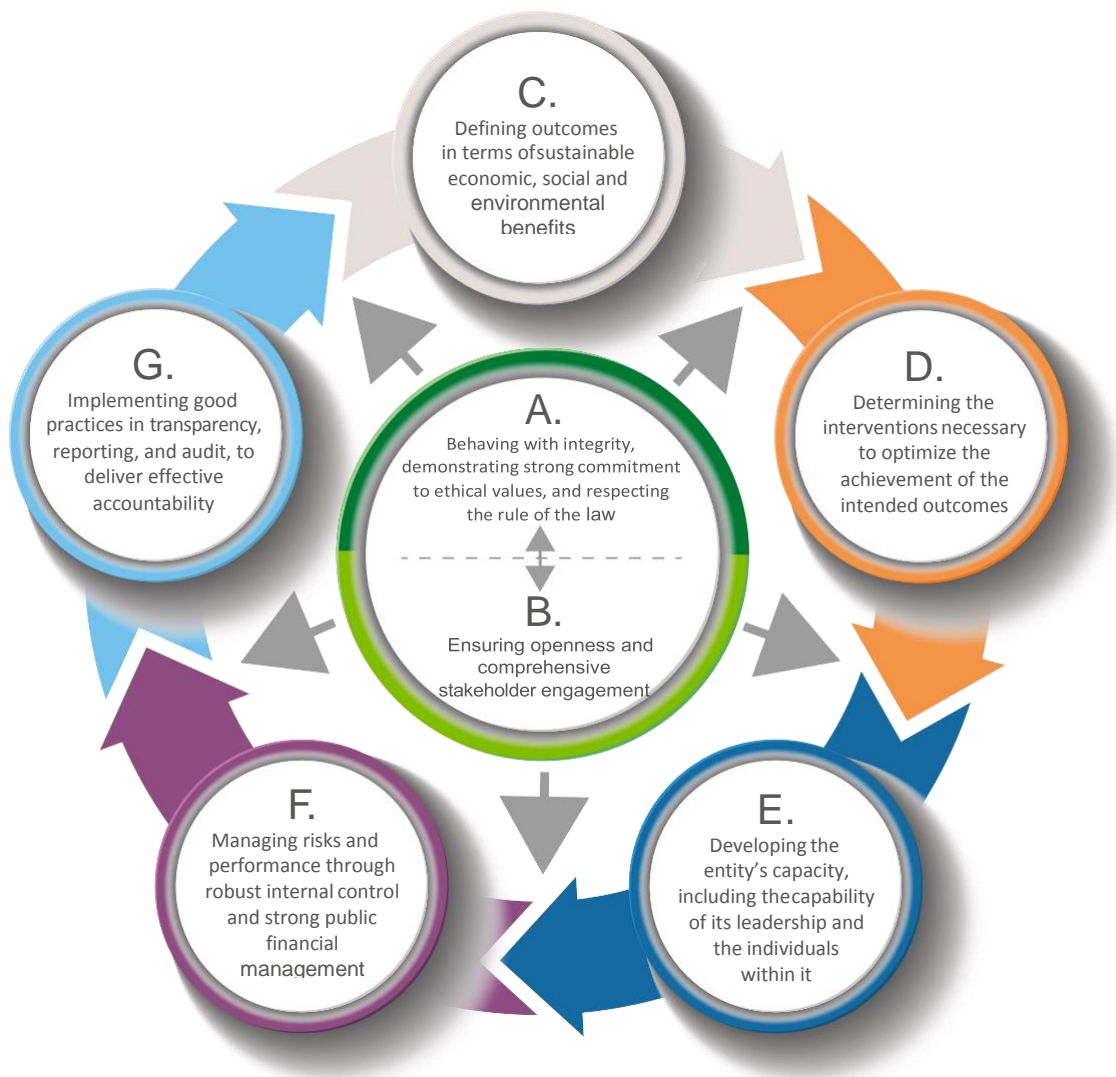 C.
Defining outcomes
in terms ofsustainable
economic, social and
environmental
benefits
G.
Implementing good
practices in transparency,
reporting, and audit, to
deliver effective
accountability
A.
Behaving with integrity,
demonstrating strong commitment
to ethical values, and respecting
the rule of the law
B.
Ensuring openness and
comprehensive
stakeholder engagement
D.
Determining the
interventions necessary
to optimize the
achievement of the
intended outcomes
F.
Managing risks and
performance through
robust internal control
and strong public
financial
management
E.
Developing the
entity’s capacity,
including thecapability
of its leadership and
the individuals
within it